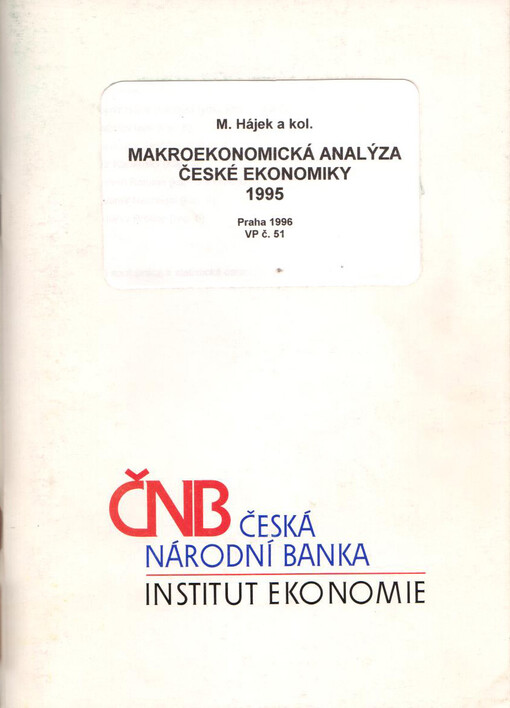 M. Hájek a kol.
MAKROEKONOMICKÁ ANALÝZA
ČESKÉ EKONOMIKY
1995
Praha 1996
VP č. 51
ČNB ČESKÁ
NÁRODNÍ BANKA
INSTITUT EKONOMIE